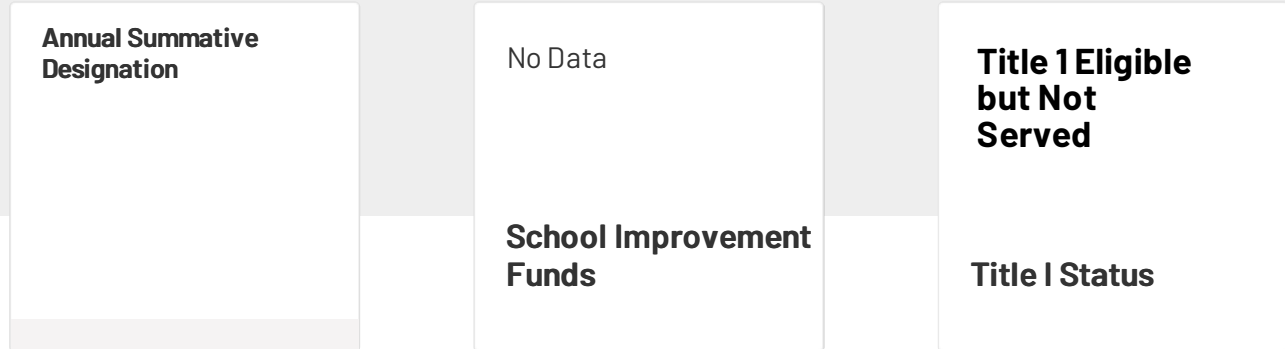 Annual Summative
Designation
No Data
School Improvement
Funds
Title 1 Eligible
but Not
Served
Title I Status